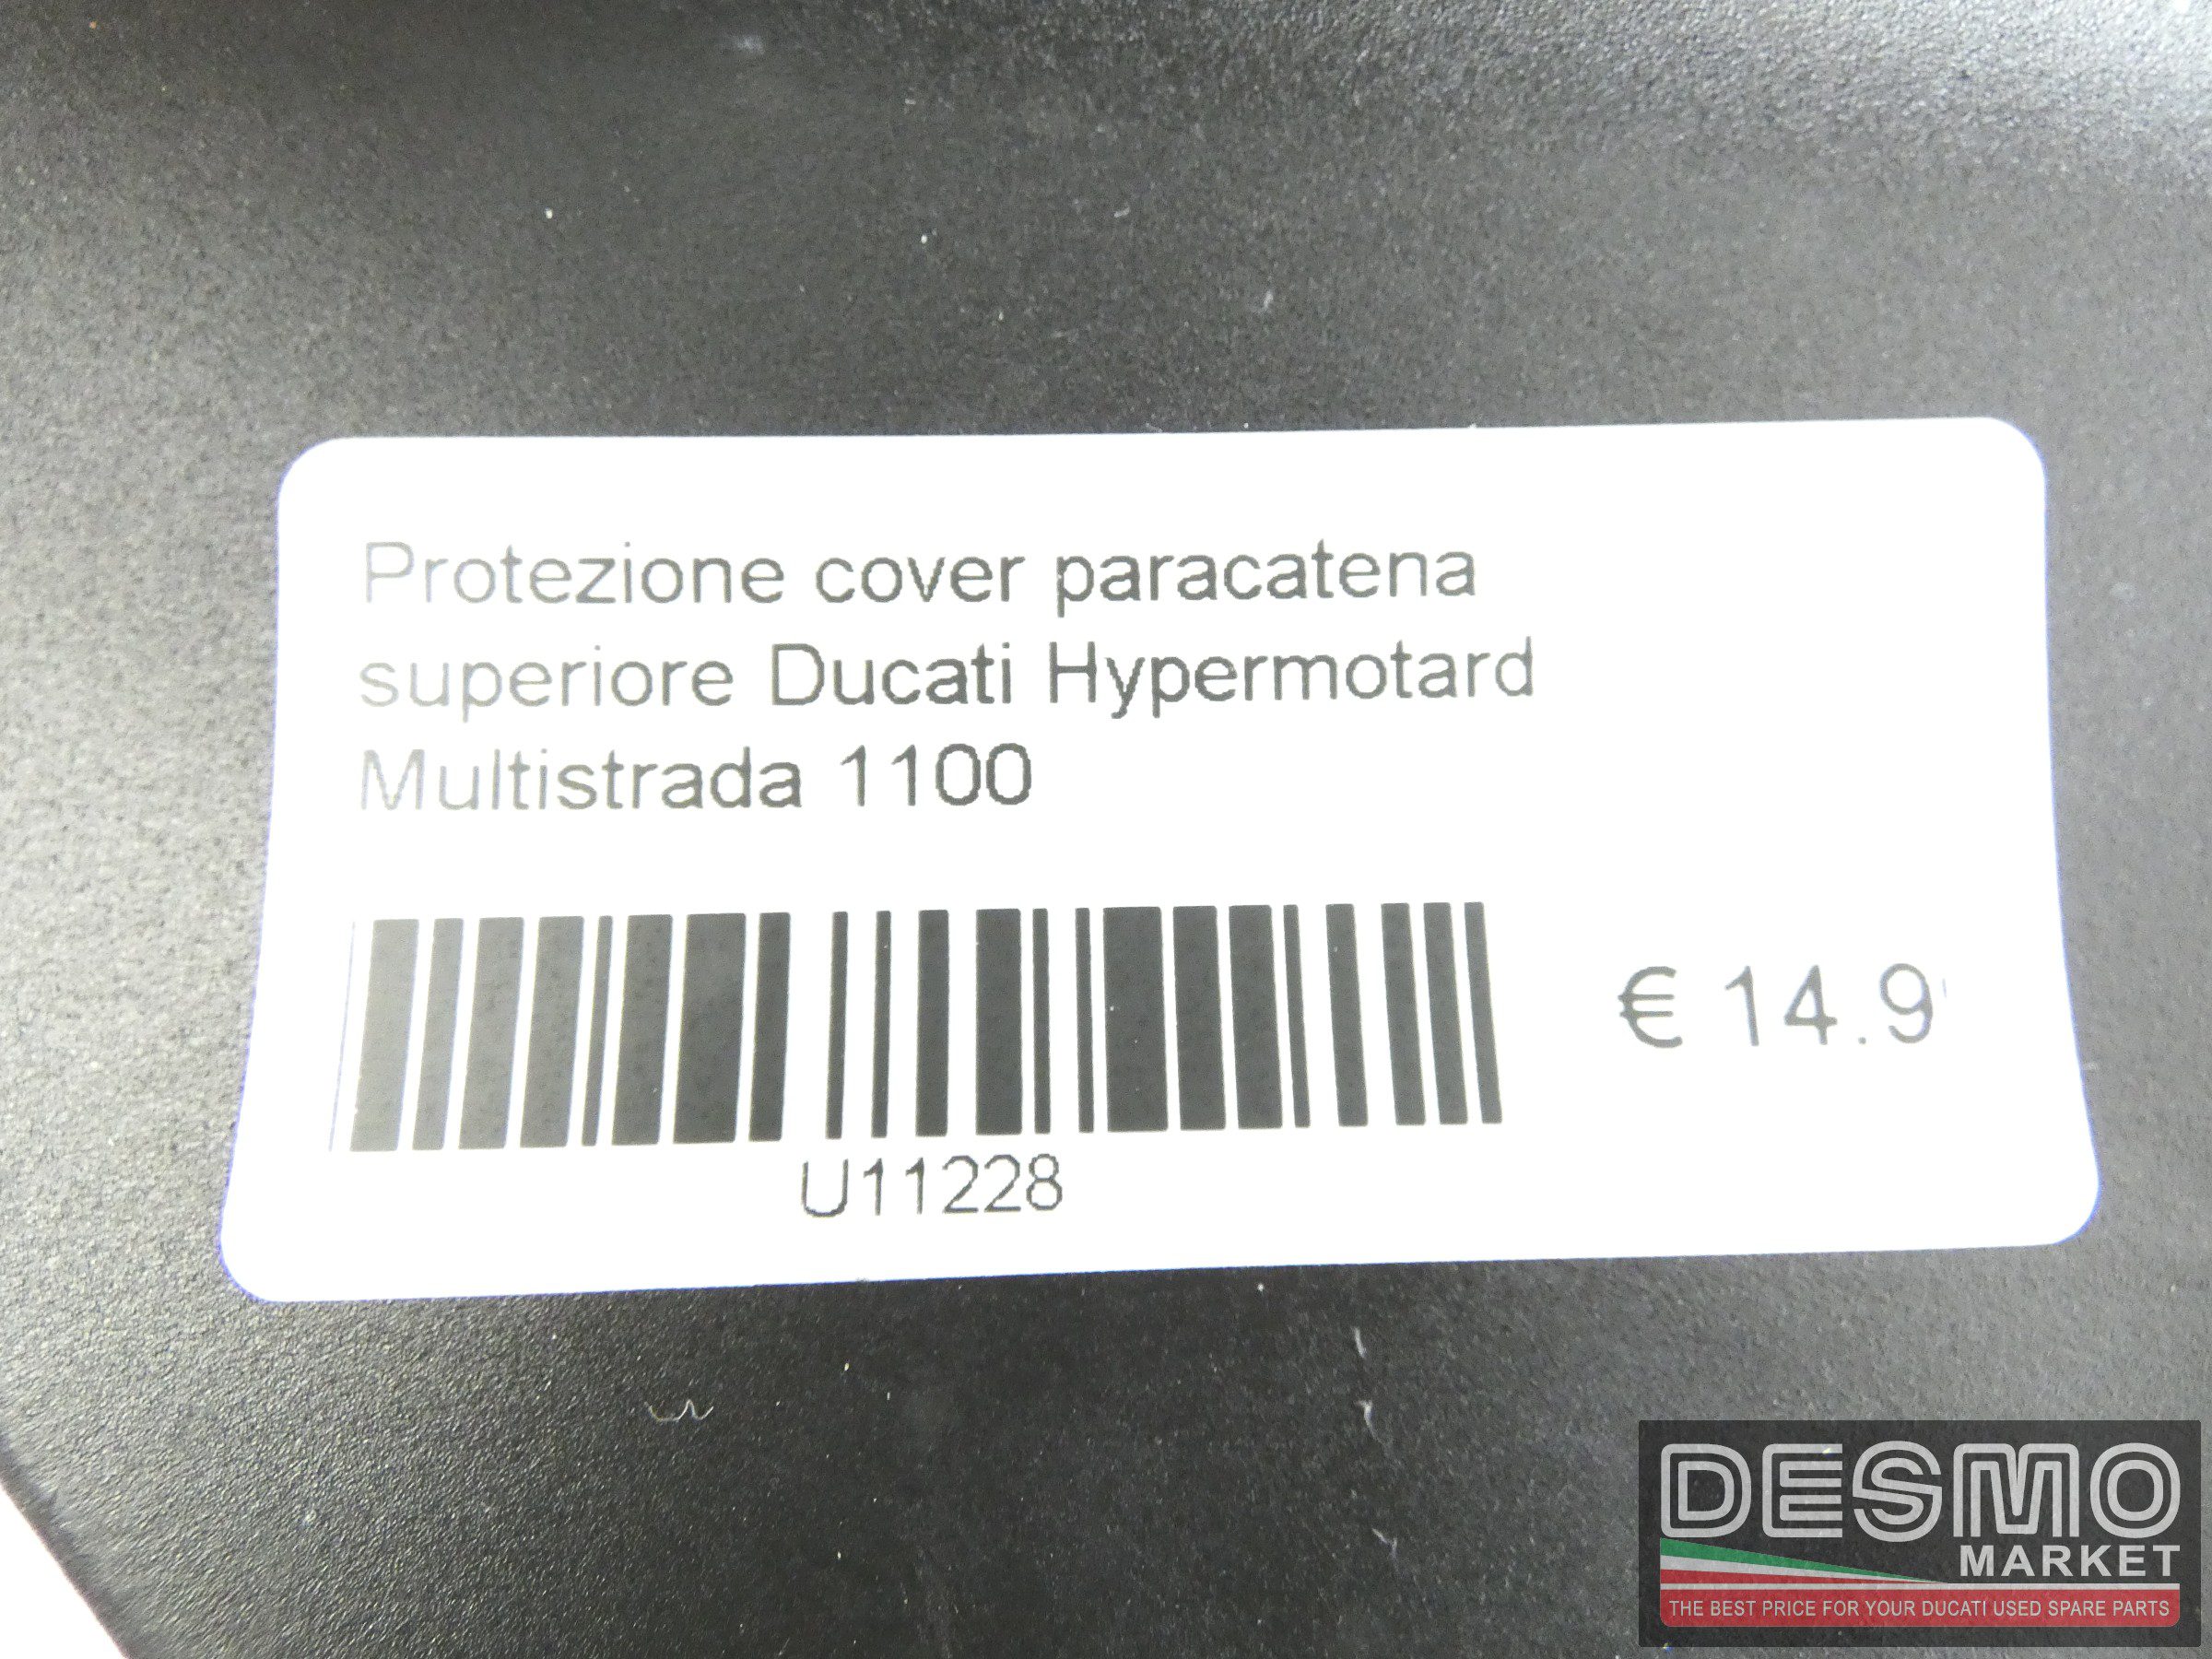 Protezione cover paracatena
superiore Ducati Hypermotard
Multistrada 1100
€ 14.9
U11228
DESMO
MARKET
THE BEST PRICE FOR YOUR DUCATI USED SPARE PARTS